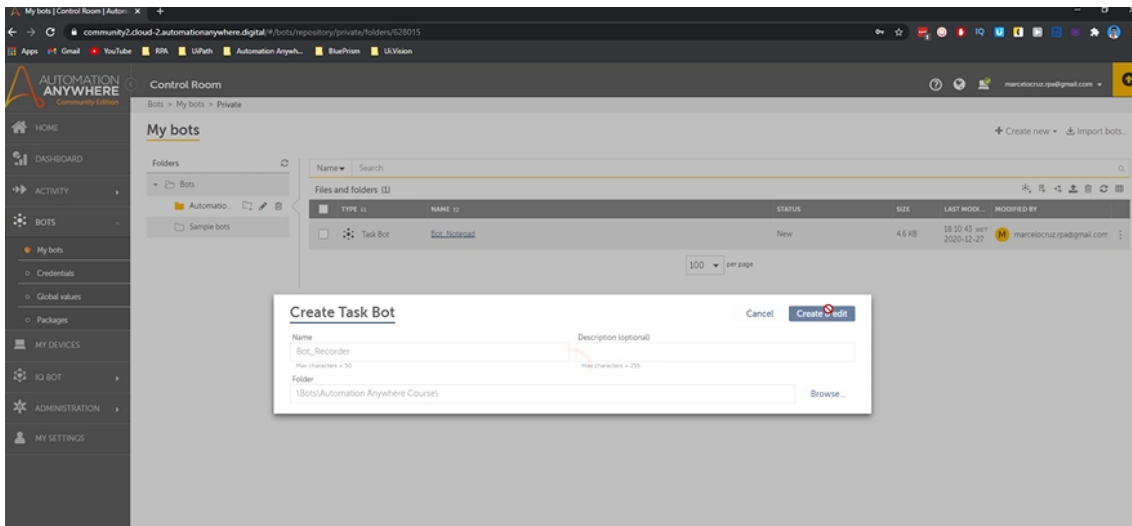 My bots | Control Room | Autom
community2.cloud-2.automationanywhere.digital/#/bots/repository/private/folders/628015
Apps Gmail YouTube RPA UiPath Automation Anywh... BluePrism Ui.Vision
AUTOMATION
ANYWHERE
Community Edition
Control Room
marcelocruz.rpa@gmail.com
Bots > My bots > Private
HOME
DASHBOARD
ACTIVITY
BOTS
My bots
Credentials
Global values
Packages
MY DEVICES
IQ BOT
ADMINISTRATION
MY SETTINGS
My bots
Create new
Import bots...
Folders
Bots
Automatio...
Sample bots
Name
Search
Files and folders (1)
TYPE NAME STATUS SIZE LAST MODI... MODIFIED BY
Task Bot Bot_Notepad New 4.6 KB 18:10:43 WET 2020-12-27 M marcelocruz.rpa@gmail.com
100 per page
Create Task Bot
Cancel
Create & edit
Name
Description (optional)
Bot_Recorder
Max characters = 50
Max characters = 255
Folder
\Bots\Automation Anywhere Course\
Browse...